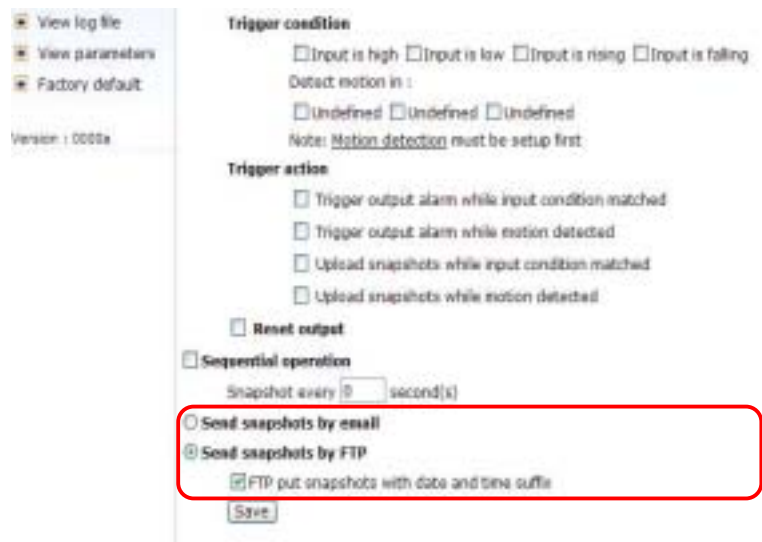 View log file
View parameters
Factory default
Version : 0000a
Trigger condition
Input is high Input is low Input is rising Input is falling
Detect motion in :
Undefined Undefined Undefined
Note: Motion detection must be setup first
Trigger action
Trigger output alarm while input condition matched
Trigger output alarm while motion detected
Upload snapshots while input condition matched
Upload snapshots while motion detected
Reset output
Sequential operation
Snapshot every 0 second(s)
Send snapshots by email
Send snapshots by FTP
FTP put snapshots with date and time suffix
Save